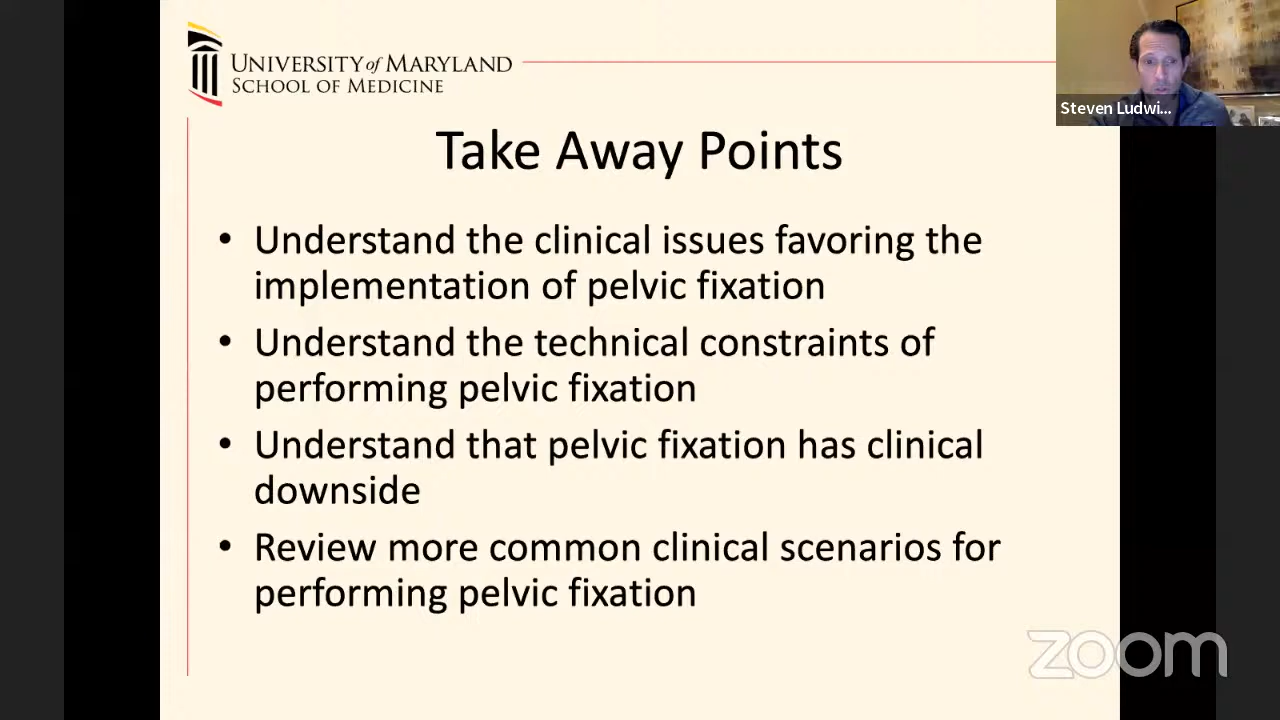 UNIVERSITY of MARYLAND
SCHOOL OF MEDICINE
Steven Ludwi...
Take Away Points
• Understand the clinical issues favoring the
implementation of pelvic fixation
• Understand the technical constraints of
performing pelvic fixation
• Understand that pelvic fixation has clinical
downside
• Review more common clinical scenarios for
performing pelvic fixation
zoom